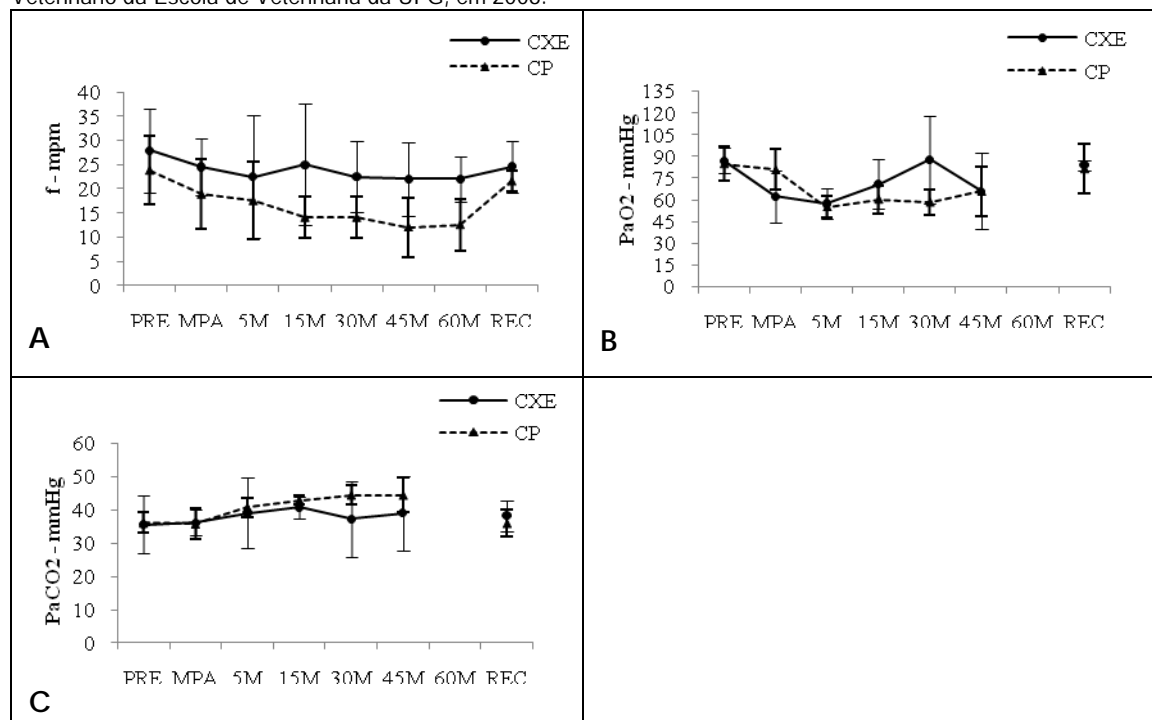 Veterinário da Escola de Veterinária da UFG, em
CXE
CP
f - mpm
40
35
30
25
20
15
10
5
0
PRE MPA 5M 15M 30M 45M 60M REC
A
CXE
CP
PaO2 - mmHg
135
120
105
90
75
60
45
30
15
0
PRE MPA 5M 15M 30M 45M 60M REC
B
CXE
CP
PaCO2 - mmHg
60
50
40
30
20
10
0
PRE MPA 5M 15M 30M 45M 60M REC
C